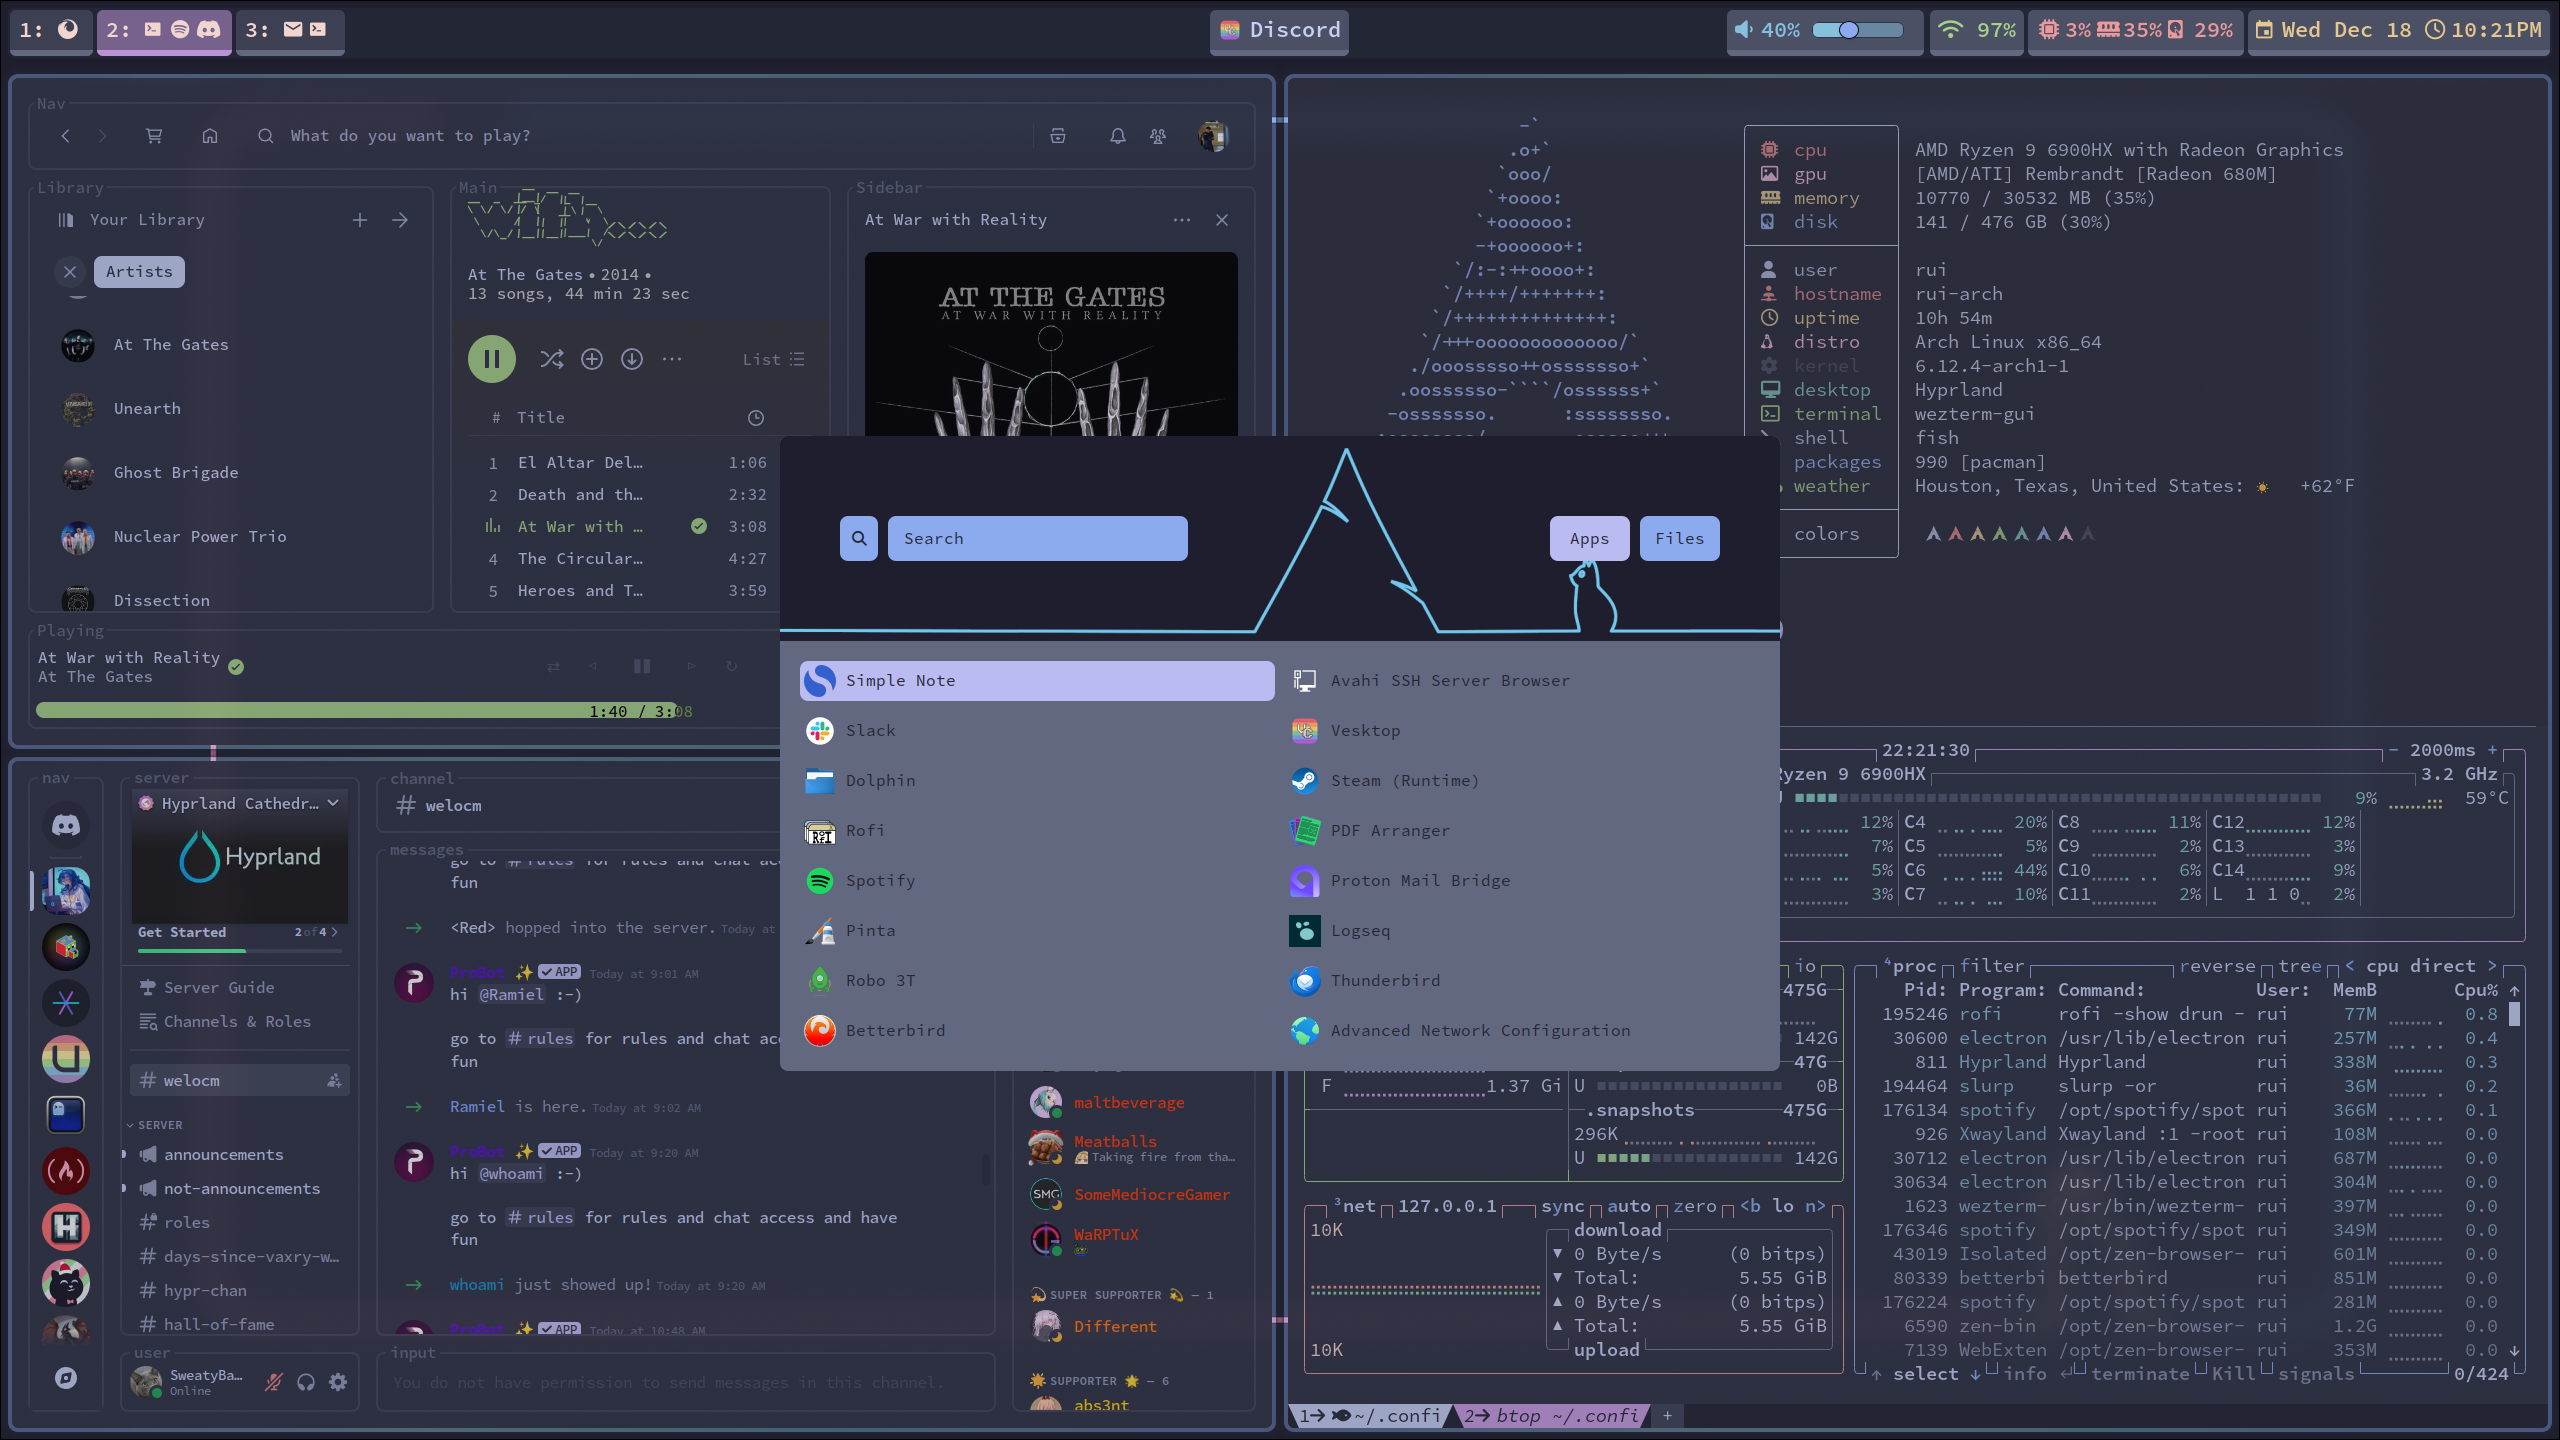 1:
2:
3:
Discord
40%
97%
3%
35%
29%
Wed Dec 18
10:21PM
Nav
What do you want to play?
Library
Your Library
Artists
At The Gates
Unearth
Ghost Brigade
Nuclear Power Trio
Dissection
Main
At The Gates • 2014 •
13 songs, 44 min 23 sec
List
# Title
1 El Altar Del… 1:06
2 Death and th… 2:32
At War with … 3:08
4 The Circular… 4:27
5 Heroes and T… 3:59
Sidebar
At War with Reality
AT THE GATES
AT WAR WITH REALITY
Playing
At War with Reality
At The Gates
1:40 / 3:08
cpu AMD Ryzen 9 6900HX with Radeon Graphics
gpu [AMD/ATI] Rembrandt [Radeon 680M]
memory 10770 / 30532 MB (35%)
disk 141 / 476 GB (30%)
user rui
hostname rui-arch
uptime 10h 54m
distro Arch Linux x86_64
kernel 6.12.4-arch1-1
desktop Hyprland
terminal wezterm-gui
shell fish
packages 990 [pacman]
weather Houston, Texas, United States: +62°F
colors
Search
Apps
Files
Simple Note
Slack
Dolphin
Rofi
Spotify
Pinta
Robo 3T
Betterbird
Avahi SSH Server Browser
Vesktop
Steam (Runtime)
PDF Arranger
Proton Mail Bridge
Logseq
Thunderbird
Advanced Network Configuration
nav
server
Hyprland Cathedr…
Hyprland
Get Started 2 of 4
Server Guide
Channels & Roles
# welocm
SERVER
announcements
not-announcements
roles
# days-since-vaxry-w…
# hypr-chan
# hall-of-fame
user
SweatyBa…
Online
channel
# welocm
messages
go to # rules for rules and chat acc
fun
<Red> hopped into the server. Today at
ProBot ✨ ✓ APP Today at 9:01 AM
hi @Ramiel :-)
go to # rules for rules and chat acc
fun
Ramiel is here. Today at 9:02 AM
ProBot ✨ ✓ APP Today at 9:20 AM
hi @whoami :-)
go to # rules for rules and chat access and have
fun
whoami just showed up! Today at 9:20 AM
ProBot ✨ ✓ APP Today at 10:48 AM
input
You do not have permission to send messages in this channel.
maltbeverage
Meatballs
Taking fire from tha…
SMG
SomeMediocreGamer
WaRPTuX
SUPER SUPPORTER — 1
Different
SUPPORTER — 6
abs3nt
22:21:30
- 2000ms +
Ryzen 9 6900HX 3.2 GHz
9% 59°C
12% C4 20% C8 11% C12 12%
7% C5 5% C9 2% C13 3%
5% C6 44% C10 6% C14 9%
3% C7 10% C11 2% L 1 1 0 2%
io
475G
142G
47G
F 1.37 Gi
U 0B
.snapshots 475G
296K
U 142G
³net 127.0.0.1 sync auto zero <b lo n>
10K
download
▼ 0 Byte/s (0 bitps)
▼ Total: 5.55 GiB
▲ 0 Byte/s (0 bitps)
▲ Total: 5.55 GiB
10K
upload
⁴proc filter reverse tree < cpu direct >
Pid: Program: Command: User: MemB Cpu% ↑
195246 rofi rofi -show drun - rui 77M 0.8
30600 electron /usr/lib/electron rui 257M 0.4
811 Hyprland Hyprland rui 338M 0.3
194464 slurp slurp -or rui 36M 0.2
176134 spotify /opt/spotify/spot rui 366M 0.1
926 Xwayland Xwayland :1 -root rui 108M 0.0
30712 electron /usr/lib/electron rui 687M 0.0
30634 electron /usr/lib/electron rui 304M 0.0
1623 wezterm- /usr/bin/wezterm- rui 397M 0.0
176346 spotify /opt/spotify/spot rui 349M 0.0
43019 Isolated /opt/zen-browser- rui 601M 0.0
80339 betterbi betterbird rui 851M 0.0
176224 spotify /opt/spotify/spot rui 281M 0.0
6590 zen-bin /opt/zen-browser- rui 1.2G 0.0
7139 WebExten /opt/zen-browser- rui 353M 0.0 ↓
↑ select ↓ info ↵ terminate Kill signals 0/424
1→ ~/.confi
2→ btop ~/.confi
+